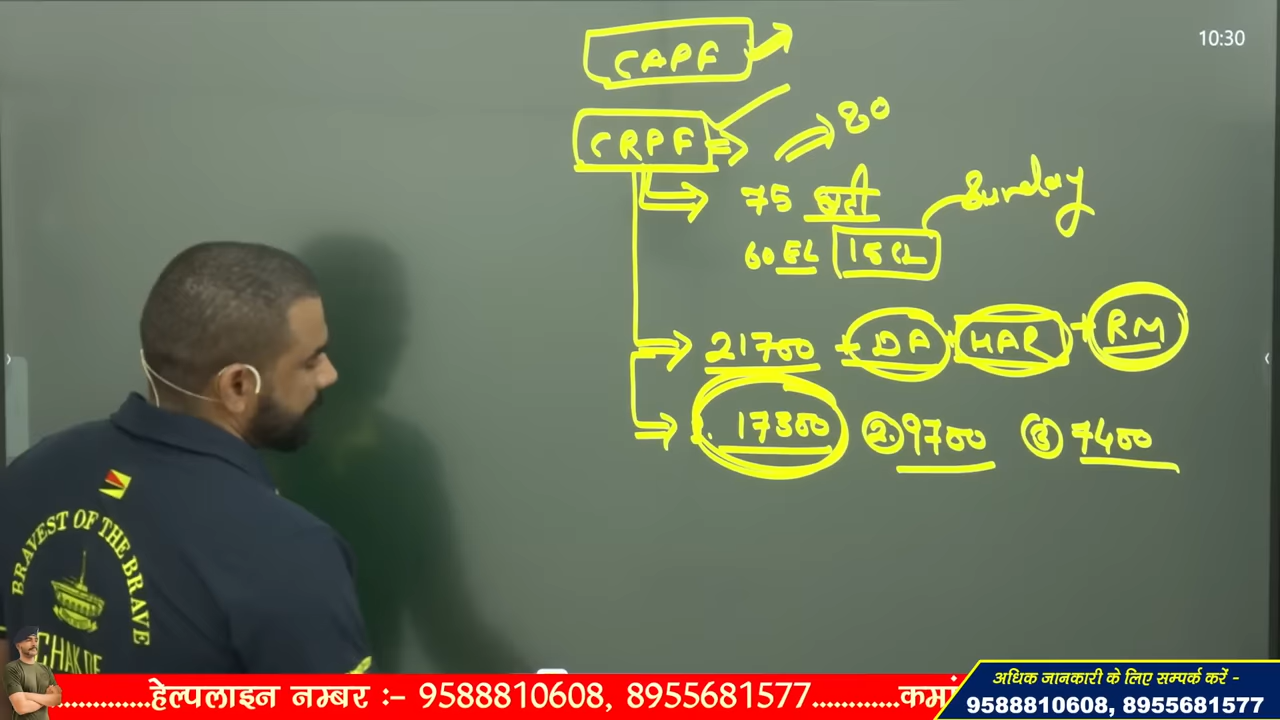 10:30
CAPF
CRPF
80
75 छुट्टी
Sunday
60 EL 15 CL
21700 + DA + HAR + RM
17300 ② 9700 ③ 7400
BRAVEST OF THE BRAVE
CHAK DE
.............हेल्पलाइन नम्बर :- 9588810608, 8955681577...........कमां
अधिक जानकारी के लिए सम्पर्क करें -
9588810608, 8955681577